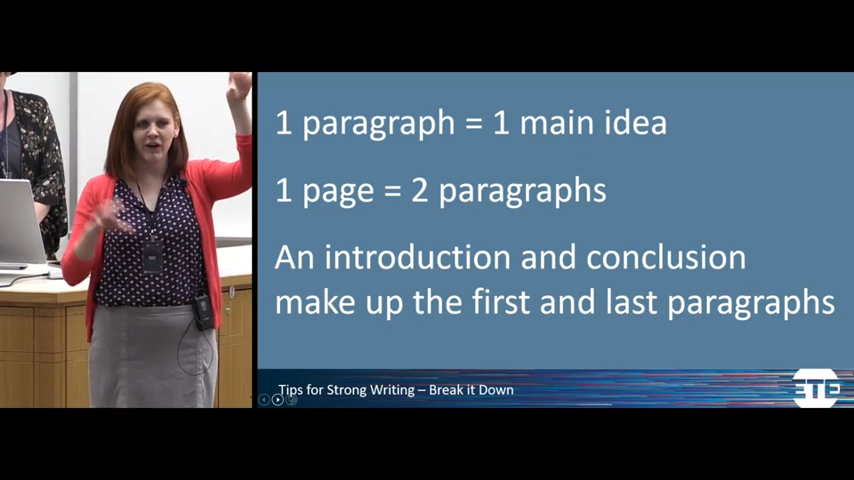 1 paragraph = 1 main idea
1 page = 2 paragraphs
An introduction and conclusion
make up the first and last paragraphs
Tips for Strong Writing – Break it Down
ETE